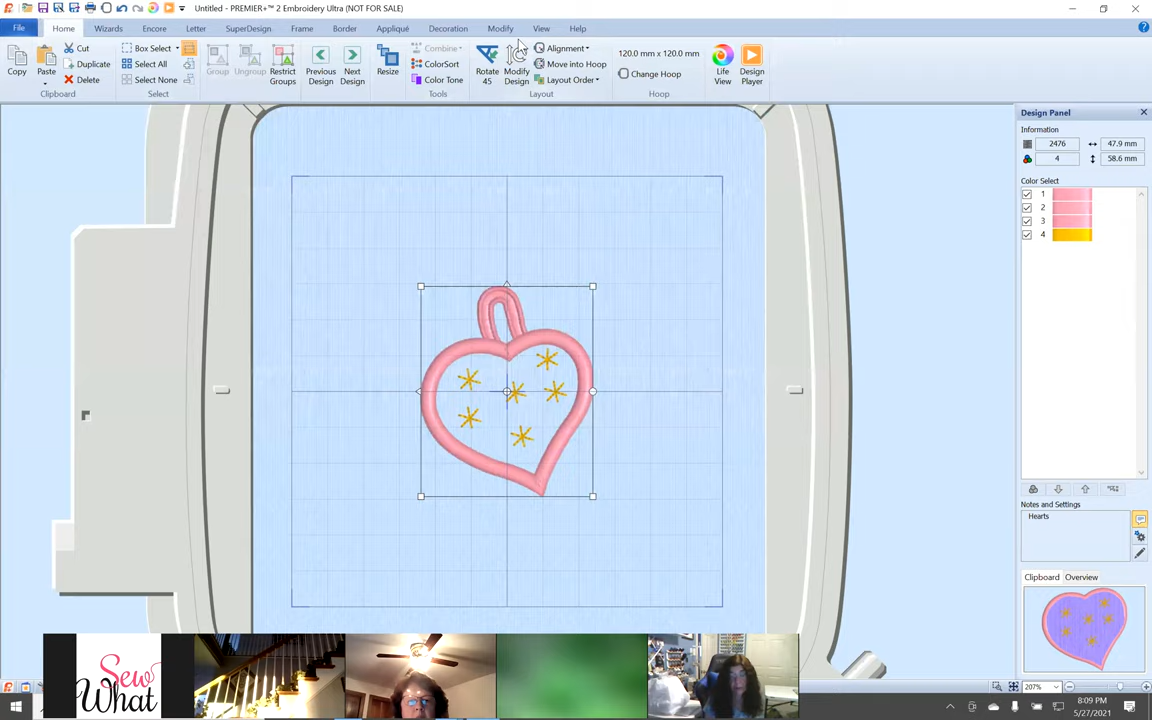 Untitled - PREMIER+™ 2 Embroidery Ultra (NOT FOR SALE)
File Home Wizards Encore Letter SuperDesign Frame Border Appliqué Decoration Modify View Help
Copy Paste Cut Duplicate Delete Clipboard
Box Select Select All Select None Select
Group Ungroup Restrict Groups Previous Design Next Design Resize
Combine ColorSort Color Tone Tools
Rotate 45 Modify Design Alignment Move into Hoop Layout Order Layout
120.0 mm x 120.0 mm Change Hoop Hoop
Life View Design Player
Design Panel
Information
2476 47.9 mm
4 58.6 mm
Color Select
1
2
3
4
Notes and Settings
Hearts
Clipboard Overview
Sew What
207%
8:09 PM
5/27/2021